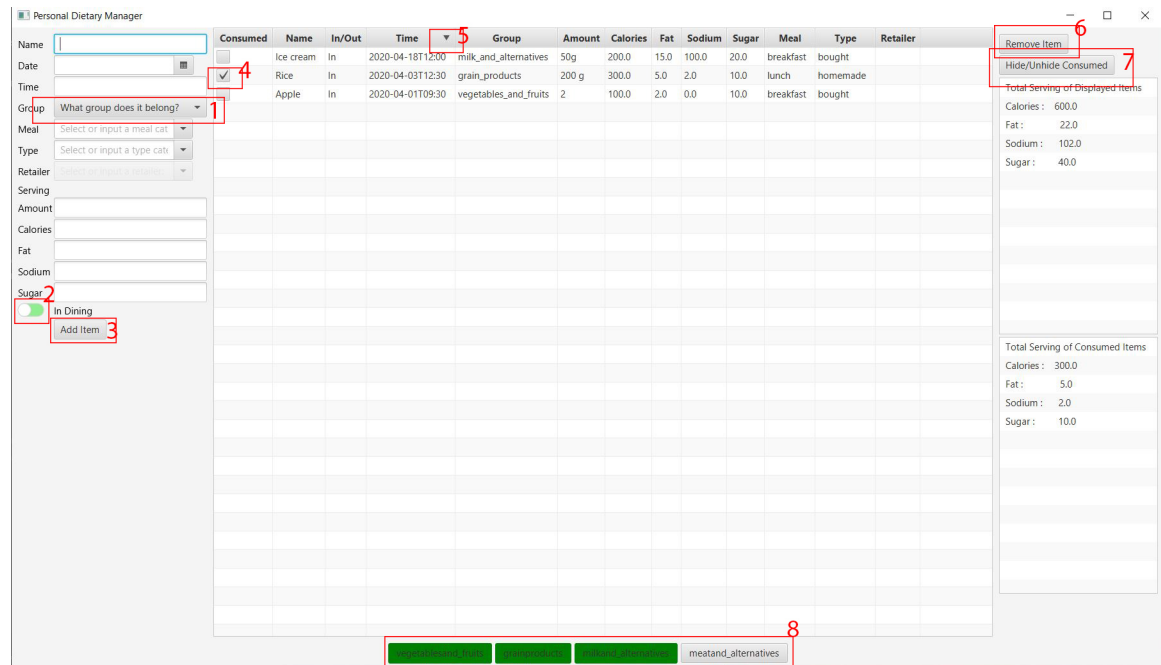 Personal Dietary Manager
Name
Date
Time
Group What group does it belong? 1
Meal Select or input a meal cat
Type Select or input a type cate
Retailer Select or input a retailer
Serving
Amount
Calories
Fat
Sodium
Sugar
2 In Dining
Add Item 3
Consumed Name In/Out Time 5 Group Amount Calories Fat Sodium Sugar Meal Type Retailer
Ice cream In 2020-04-18T12:00 milk_and_alternatives 50g 200.0 15.0 100.0 20.0 breakfast bought
4 Rice In 2020-04-03T12:30 grain_products 200 g 300.0 5.0 2.0 10.0 lunch homemade
Apple In 2020-04-01T09:30 vegetables_and_fruits 2 100.0 2.0 0.0 10.0 breakfast bought
Remove Item 6
Hide/Unhide Consumed 7
Total Serving of Displayed Items
Calories : 600.0
Fat : 22.0
Sodium : 102.0
Sugar : 40.0
Total Serving of Consumed Items
Calories : 300.0
Fat : 5.0
Sodium : 2.0
Sugar : 10.0
8
vegetablesand_fruits grainproducts milkand_alternatives meatand_alternatives